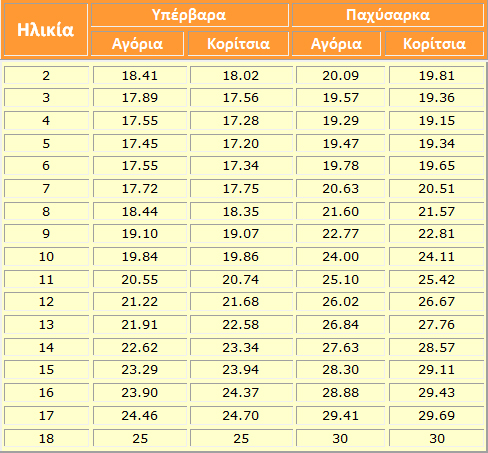 Ηλικία Υπέρβαρα Παχύσαρκα
Αγόρια Κορίτσια Αγόρια Κορίτσια
2 18.41 18.02 20.09 19.81
3 17.89 17.56 19.57 19.36
4 17.55 17.28 19.29 19.15
5 17.45 17.20 19.47 19.34
6 17.55 17.34 19.78 19.65
7 17.72 17.75 20.63 20.51
8 18.44 18.35 21.60 21.57
9 19.10 19.07 22.77 22.81
10 19.84 19.86 24.00 24.11
11 20.55 20.74 25.10 25.42
12 21.22 21.68 26.02 26.67
13 21.91 22.58 26.84 27.76
14 22.62 23.34 27.63 28.57
15 23.29 23.94 28.30 29.11
16 23.90 24.37 28.88 29.43
17 24.46 24.70 29.41 29.69
18 25 25 30 30